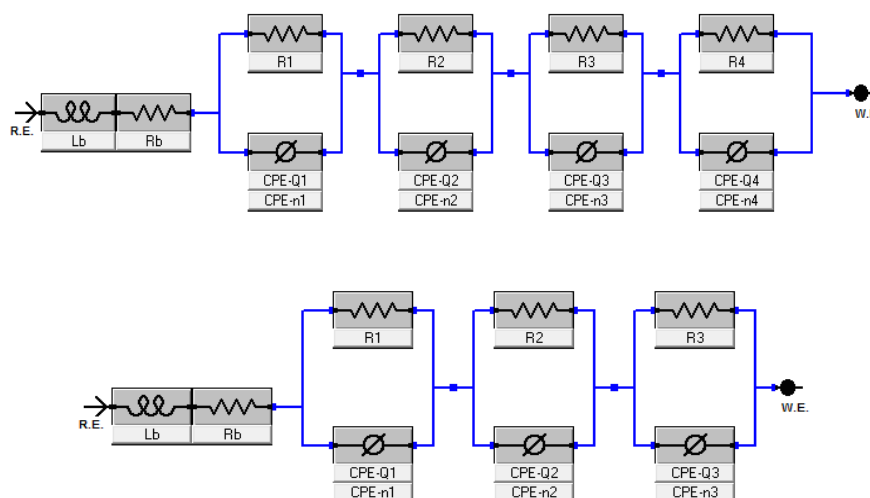 R1 R2 R3 R4
R.E. Lb Rb W.E
CPE-Q1 CPE-Q2 CPE-Q3 CPE-Q4
CPE-n1 CPE-n2 CPE-n3 CPE-n4
R1 R2 R3
R.E. Lb Rb W.E.
CPE-Q1 CPE-Q2 CPE-Q3
CPE-n1 CPE-n2 CPE-n3